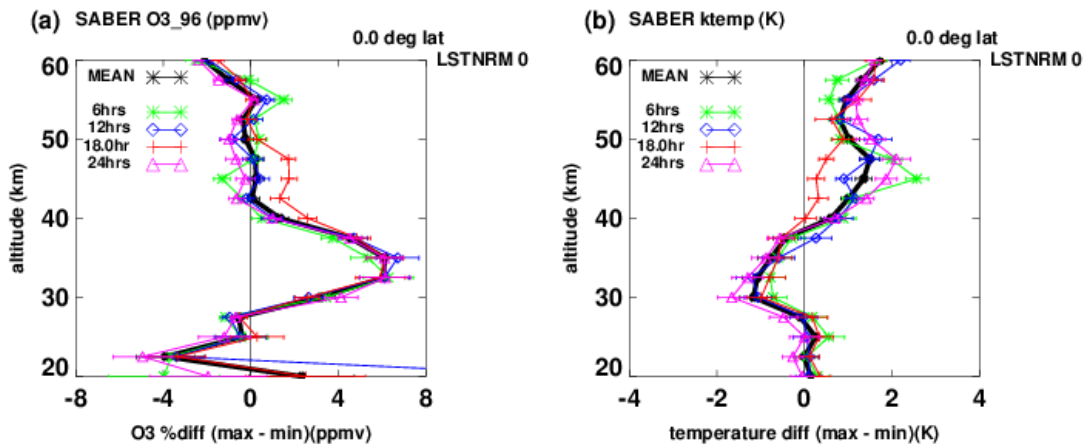 (a) SABER O3_96 (ppmv)
0.0 deg lat
LSTNRM 0
60
50
40
30
20
altitude (km)
MEAN
6hrs
12hrs
18.0hr
24hrs
-8 -4 0 4 8
O3 %diff (max - min)(ppmv)
(b) SABER ktemp (K)
0.0 deg lat
LSTNRM 0
60
50
40
30
20
altitude (km)
MEAN
6hrs
12hrs
18.0hr
24hrs
-4 -2 0 2 4
temperature diff (max - min)(K)